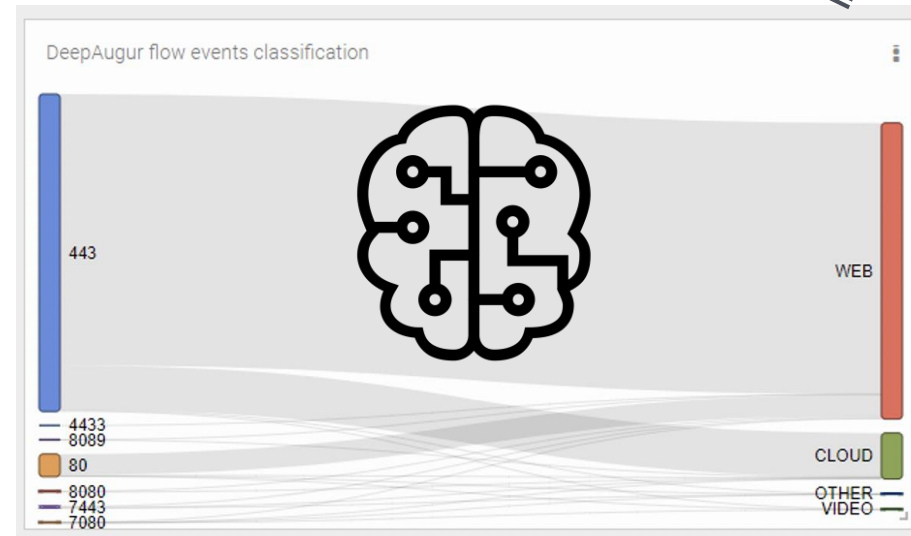 DeepAugur flow events classification
443
4433
8089
80
8080
7443
7080
WEB
CLOUD
OTHER
VIDEO